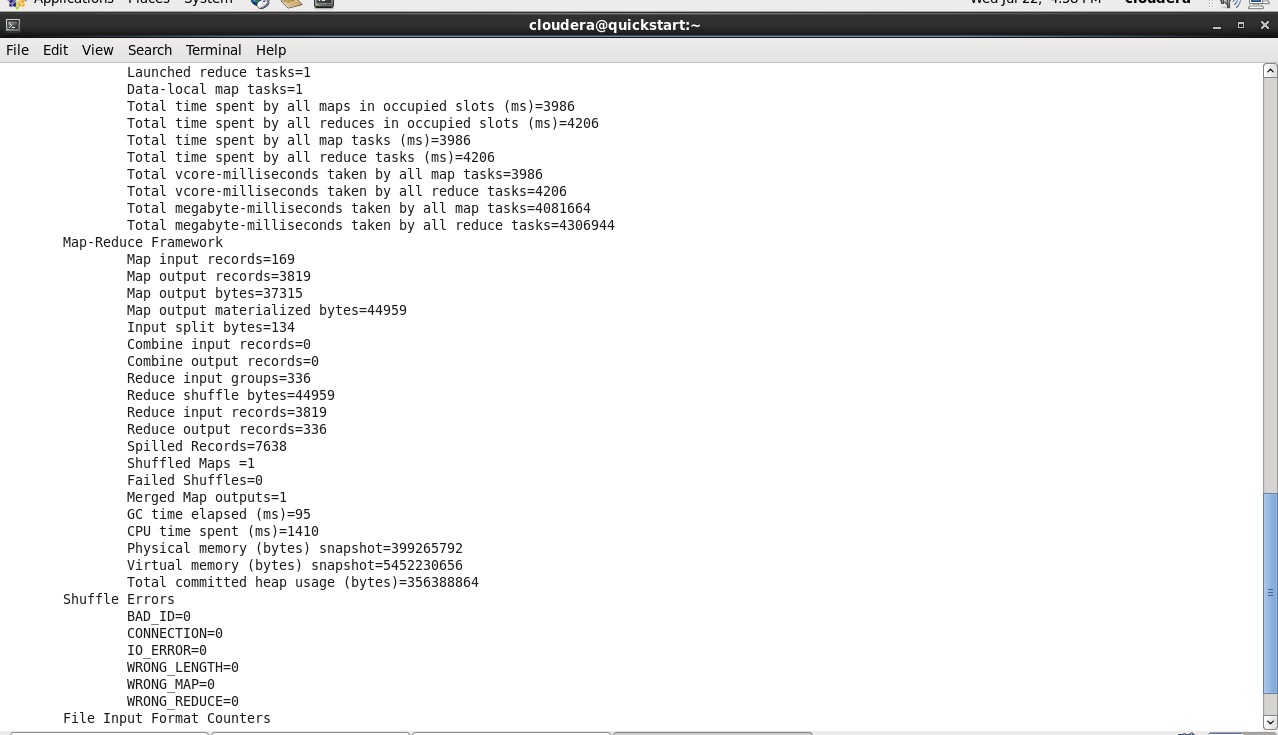 Applications Places System Wed Jul 22, 4:58 PM cloudera
cloudera@quickstart:~
File Edit View Search Terminal Help
Launched reduce tasks=1
Data-local map tasks=1
Total time spent by all maps in occupied slots (ms)=3986
Total time spent by all reduces in occupied slots (ms)=4206
Total time spent by all map tasks (ms)=3986
Total time spent by all reduce tasks (ms)=4206
Total vcore-milliseconds taken by all map tasks=3986
Total vcore-milliseconds taken by all reduce tasks=4206
Total megabyte-milliseconds taken by all map tasks=4081664
Total megabyte-milliseconds taken by all reduce tasks=4306944
Map-Reduce Framework
Map input records=169
Map output records=3819
Map output bytes=37315
Map output materialized bytes=44959
Input split bytes=134
Combine input records=0
Combine output records=0
Reduce input groups=336
Reduce shuffle bytes=44959
Reduce input records=3819
Reduce output records=336
Spilled Records=7638
Shuffled Maps =1
Failed Shuffles=0
Merged Map outputs=1
GC time elapsed (ms)=95
CPU time spent (ms)=1410
Physical memory (bytes) snapshot=399265792
Virtual memory (bytes) snapshot=5452230656
Total committed heap usage (bytes)=356388864
Shuffle Errors
BAD_ID=0
CONNECTION=0
IO_ERROR=0
WRONG_LENGTH=0
WRONG_MAP=0
WRONG_REDUCE=0
File Input Format Counters